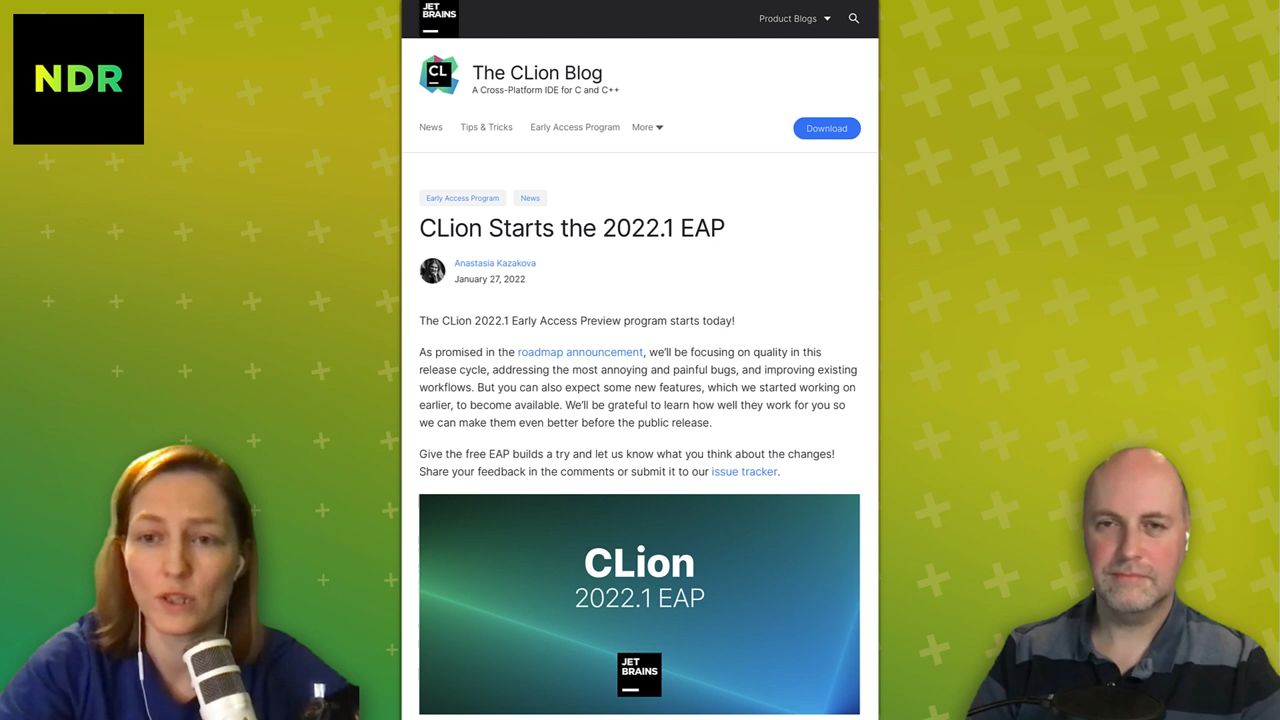 NDR
JET
BRAINS
Product Blogs
CL
The CLion Blog
A Cross-Platform IDE for C and C++
News
Tips & Tricks
Early Access Program
More
Download
Early Access Program
News
CLion Starts the 2022.1 EAP
Anastasia Kazakova
January 27, 2022
The CLion 2022.1 Early Access Preview program starts today!
As promised in the roadmap announcement, we'll be focusing on quality in this
release cycle, addressing the most annoying and painful bugs, and improving existing
workflows. But you can also expect some new features, which we started working on
earlier, to become available. We'll be grateful to learn how well they work for you so
we can make them even better before the public release.
Give the free EAP builds a try and let us know what you think about the changes!
Share your feedback in the comments or submit it to our issue tracker.
CLion
2022.1 EAP
JET
BRAINS